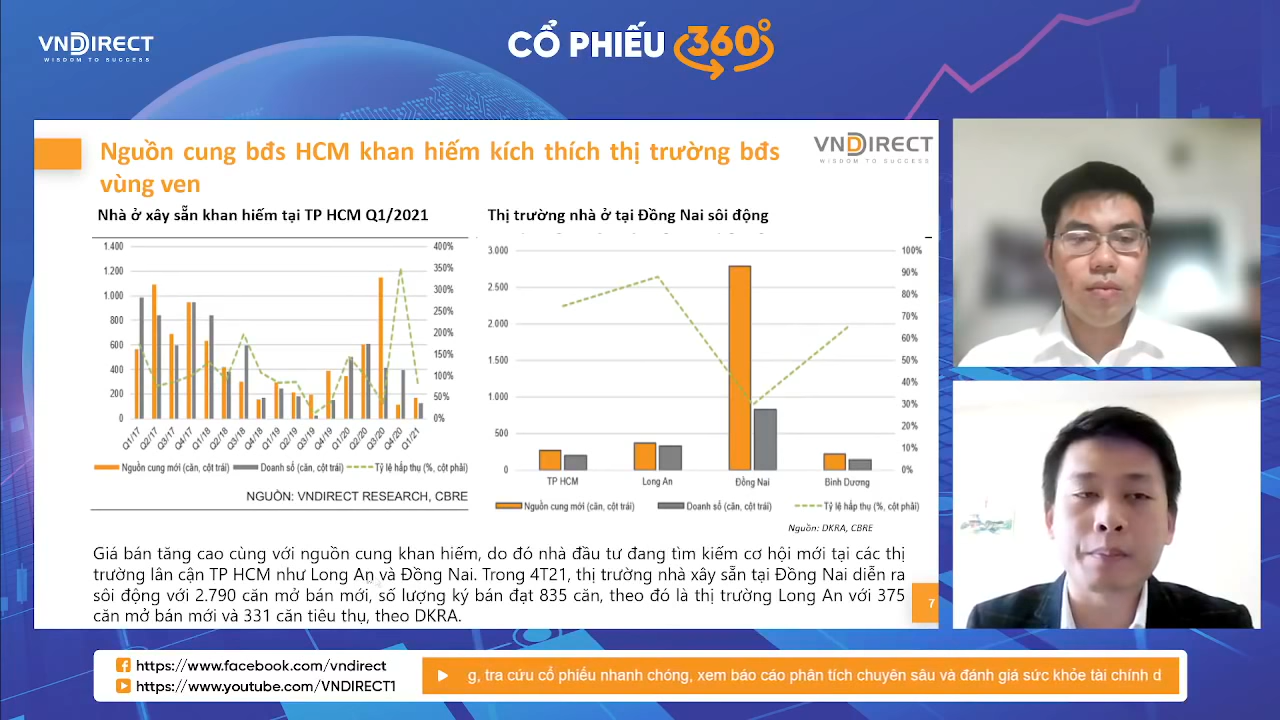 VNDIRECT
WISDOM TO SUCCESS
CỔ PHIẾU 360°
Nguồn cung bđs HCM khan hiếm kích thích thị trường bđs
vùng ven
VNDIRECT
WISDOM TO SUCCESS
Nhà ở xây sẵn khan hiếm tại TP HCM Q1/2021
1.400
1.200
1.000
800
600
400
200
0
400%
350%
300%
250%
200%
150%
100%
50%
0%
Q1/17 Q2/17 Q3/17 Q4/17 Q1/18 Q2/18 Q3/18 Q4/18 Q1/19 Q2/19 Q3/19 Q4/19 Q1/20 Q2/20 Q3/20 Q4/20 Q1/21
Nguồn cung mới (căn, cột trái) Doanh số (căn, cột trái) Tỷ lệ hấp thụ (%, cột phải)
NGUỒN: VNDIRECT RESEARCH, CBRE
Thị trường nhà ở tại Đồng Nai sôi động
3.000
2.500
2.000
1.500
1.000
500
0
100%
90%
80%
70%
60%
50%
40%
30%
20%
10%
0%
TP HCM Long An Đồng Nai Bình Dương
Nguồn cung mới (căn, cột trái) Doanh số (căn, cột trái) Tỷ lệ hấp thụ (%, cột phải)
Nguồn: DKRA, CBRE
Giá bán tăng cao cùng với nguồn cung khan hiếm, do đó nhà đầu tư đang tìm kiếm cơ hội mới tại các thị
trường lân cận TP HCM như Long An và Đồng Nai. Trong 4T21, thị trường nhà xây sẵn tại Đồng Nai diễn ra
sôi động với 2.790 căn mở bán mới, số lượng ký bán đạt 835 căn, theo đó là thị trường Long An với 375
căn mở bán mới và 331 căn tiêu thụ, theo DKRA.
7
https://www.facebook.com/vndirect
https://www.youtube.com/VNDIRECT1
g, tra cứu cổ phiếu nhanh chóng, xem báo cáo phân tích chuyên sâu và đánh giá sức khỏe tài chính d